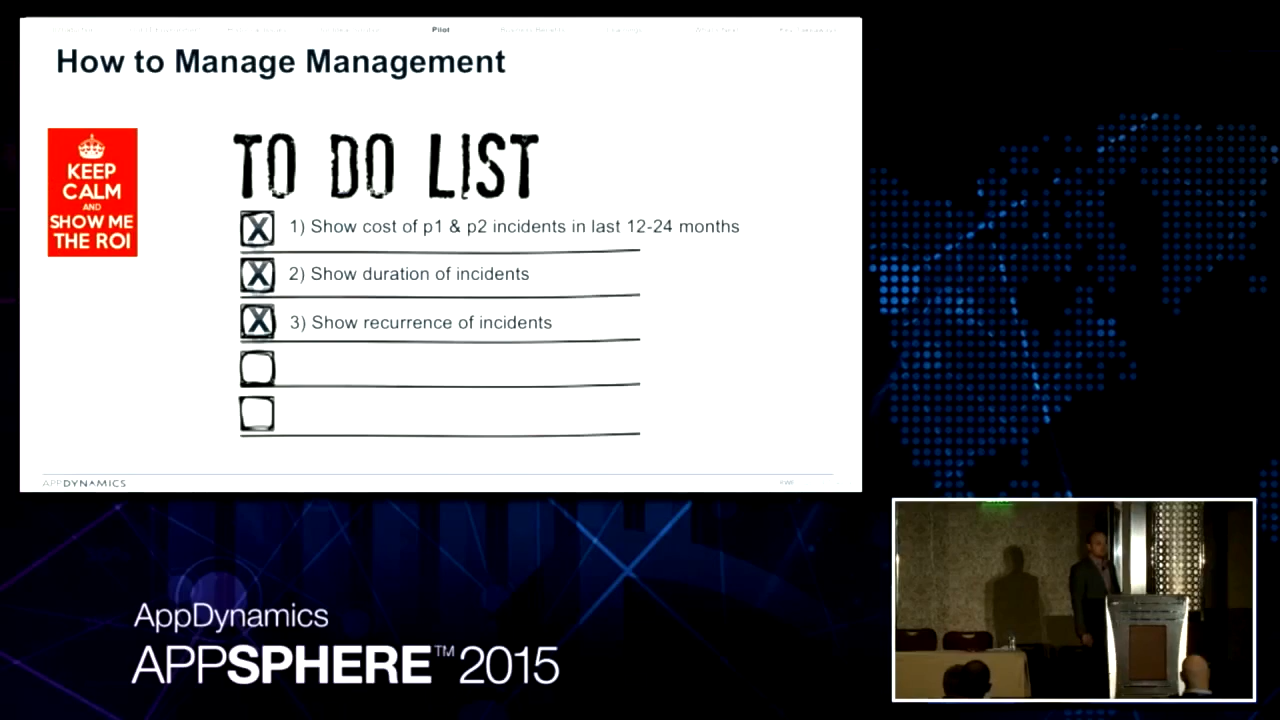 Pilot
How to Manage Management
KEEP
CALM
AND
SHOW ME
THE ROI
TO DO LIST
X 1) Show cost of p1 & p2 incidents in last 12-24 months
X 2) Show duration of incidents
X 3) Show recurrence of incidents
APPDYNAMICS
AppDynamics
APPSPHERE™ 2015